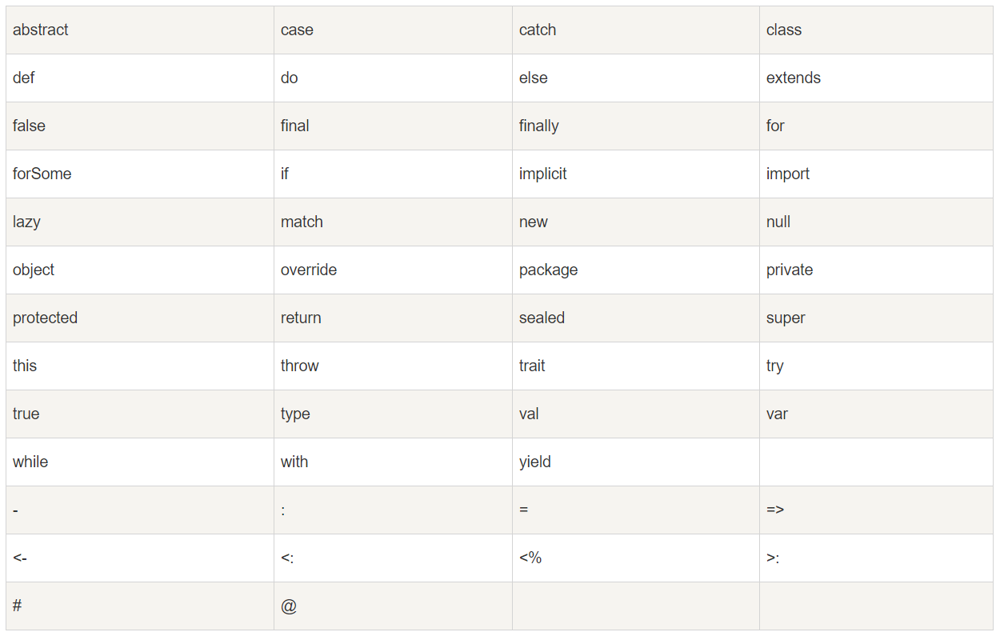 abstract case catch class
def do else extends
false final finally for
forSome if implicit import
lazy match new null
object override package private
protected return sealed super
this throw trait try
true type val var
while with yield
- : = =>
<- <: <% >:
# @